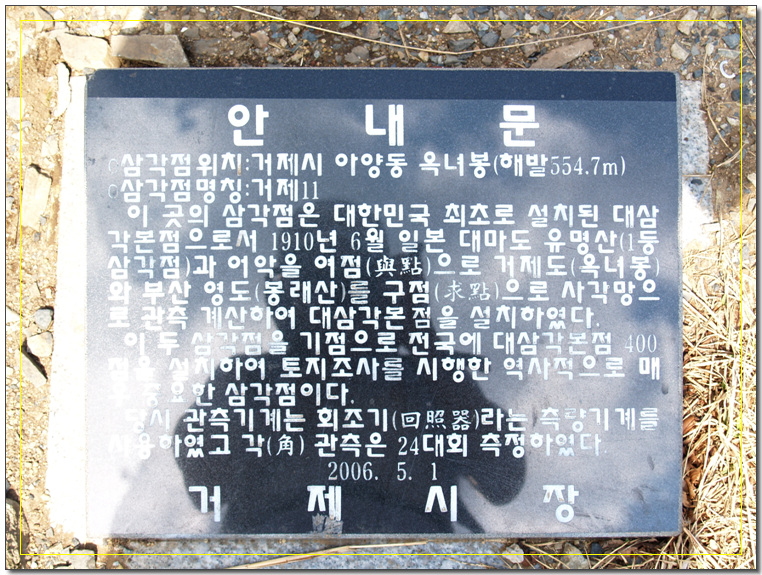 안내문
○삼각점위치:거제시 아양동 옥녀봉(해발554.7m)
○삼각점명칭:거제11
이 곳의 삼각점은 대한민국 최초로 설치된 대삼
각본점으로서 1910년 6월 일본 대마도 유명산(1등
삼각점)과 어악을 여점(與點)으로 거제도(옥녀봉)
와 부산 영도(봉래산)를 구점(求點)으로 사각망으
로 관측 계산하여 대삼각본점을 설치하였다.
이 두 삼각점을 기점으로 전국에 대삼각본점 400
점을 설치하여 토지조사를 시행한 역사적으로 매
우 중요한 삼각점이다.
당시 관측기계는 회조기(回照器)라는 측량기계를
사용하였고 각(角) 관측은 24대회 측정하였다.
2006. 5. 1
거제시장